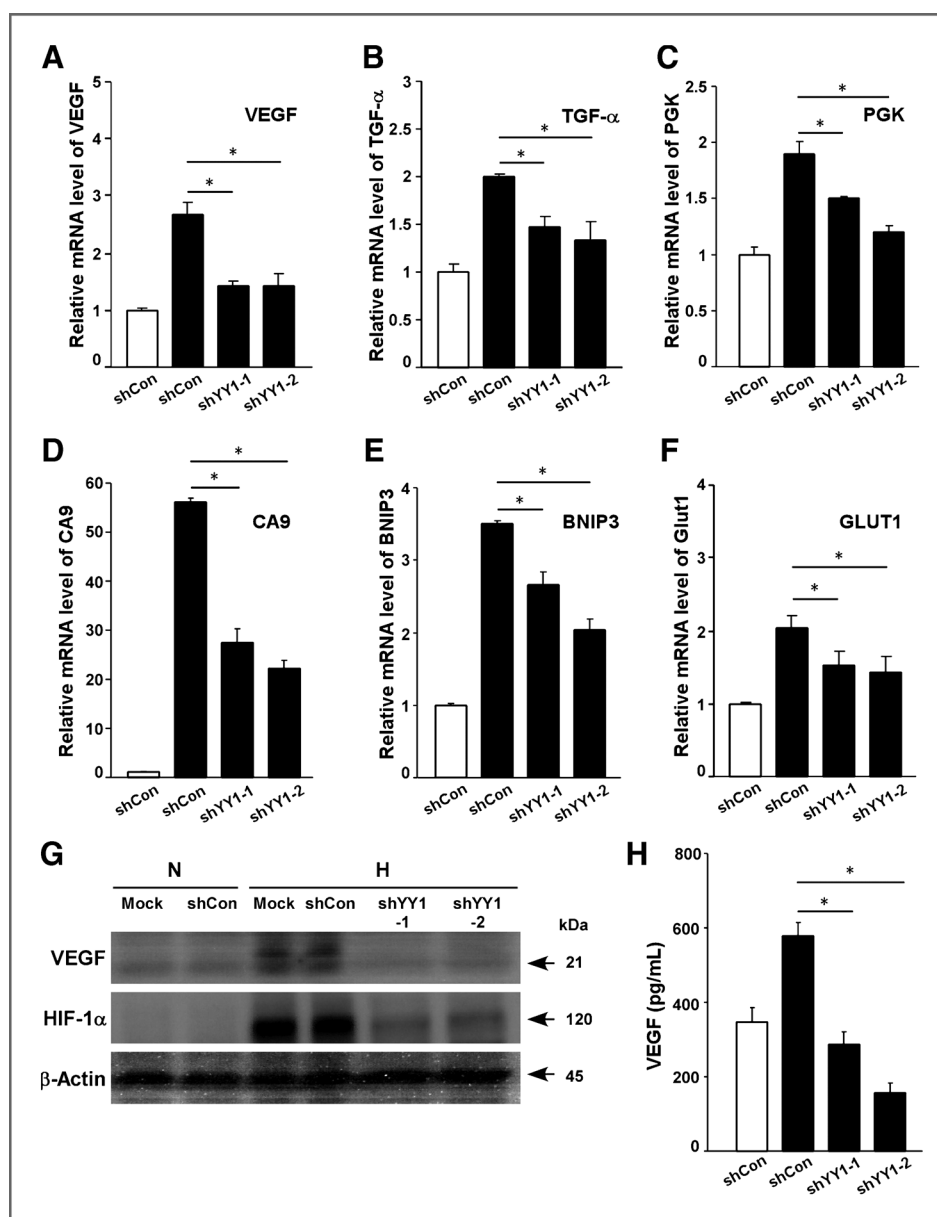 A
Relative mRNA level of VEGF
5
4
3
2
1
0
VEGF
*
*
shCon
shCon
shYY1-1
shYY1-2
B
Relative mRNA level of TGF-α
3
2.5
2
1.5
1
0.5
0
TGF-α
*
*
shCon
shCon
shYY1-1
shYY1-2
C
Relative mRNA level of PGK
2.5
2
1.5
1
0.5
0
PGK
*
*
shCon
shCon
shYY1-1
shYY1-2
D
Relative mRNA level of CA9
60
50
40
30
20
10
0
CA9
*
*
shCon
shCon
shYY1-1
shYY1-2
E
Relative mRNA level of BNIP3
4
3
2
1
0
BNIP3
*
*
shCon
shCon
shYY1-1
shYY1-2
F
Relative mRNA level of Glut1
4
3
2
1
0
GLUT1
*
*
shCon
shCon
shYY1-1
shYY1-2
G
N H
Mock shCon Mock shCon shYY1 shYY1
-1 -2 kDa
VEGF 21
HIF-1α 120
β-Actin 45
H
VEGF (pg/mL)
800
600
400
200
0
*
*
shCon
shCon
shYY1-1
shYY1-2